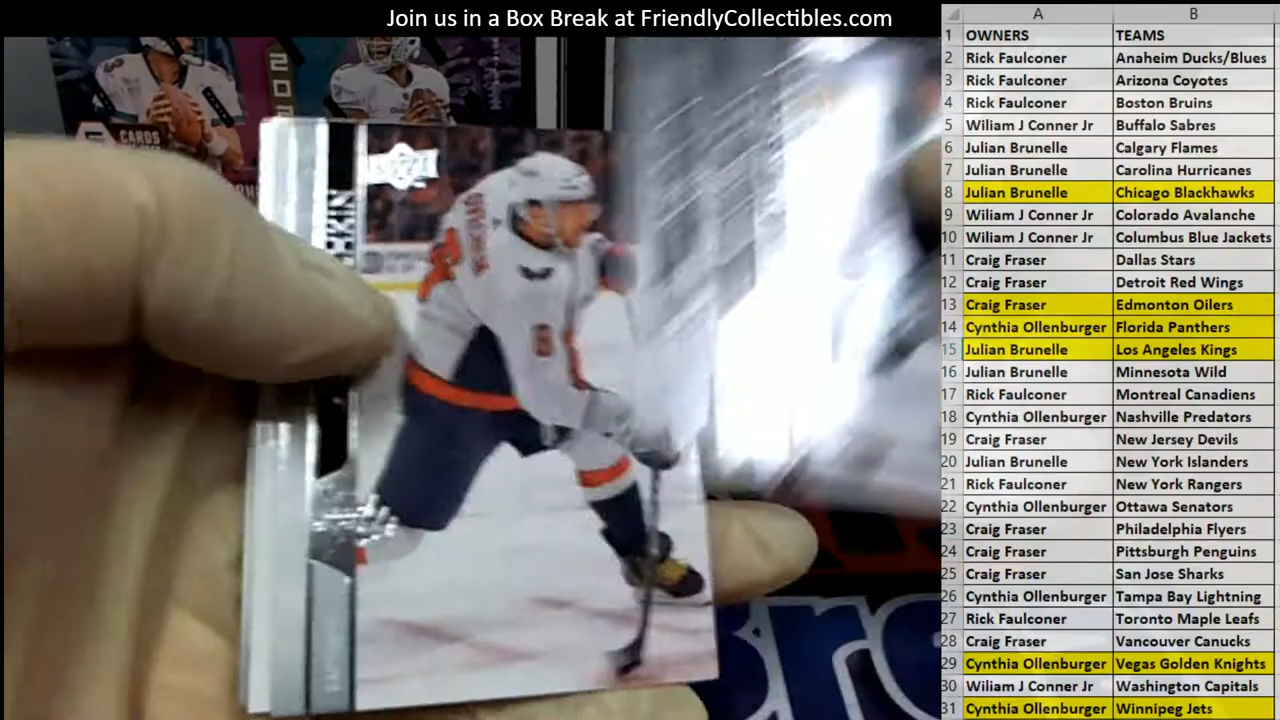 Join us in a Box Break at FriendlyCollectibles.com
A B
1 OWNERS TEAMS
2 Rick Faulconer Anaheim Ducks/Blues
3 Rick Faulconer Arizona Coyotes
4 Rick Faulconer Boston Bruins
5 Wiliam J Conner Jr Buffalo Sabres
6 Julian Brunelle Calgary Flames
7 Julian Brunelle Carolina Hurricanes
8 Julian Brunelle Chicago Blackhawks
9 Wiliam J Conner Jr Colorado Avalanche
10 Wiliam J Conner Jr Columbus Blue Jackets
11 Craig Fraser Dallas Stars
12 Craig Fraser Detroit Red Wings
13 Craig Fraser Edmonton Oilers
14 Cynthia Ollenburger Florida Panthers
15 Julian Brunelle Los Angeles Kings
16 Julian Brunelle Minnesota Wild
17 Rick Faulconer Montreal Canadiens
18 Cynthia Ollenburger Nashville Predators
19 Craig Fraser New Jersey Devils
20 Julian Brunelle New York Islanders
21 Rick Faulconer New York Rangers
22 Cynthia Ollenburger Ottawa Senators
23 Craig Fraser Philadelphia Flyers
24 Craig Fraser Pittsburgh Penguins
25 Craig Fraser San Jose Sharks
26 Cynthia Ollenburger Tampa Bay Lightning
27 Rick Faulconer Toronto Maple Leafs
28 Craig Fraser Vancouver Canucks
29 Cynthia Ollenburger Vegas Golden Knights
30 Wiliam J Conner Jr Washington Capitals
31 Cynthia Ollenburger Winnipeg Jets
CARDS
8